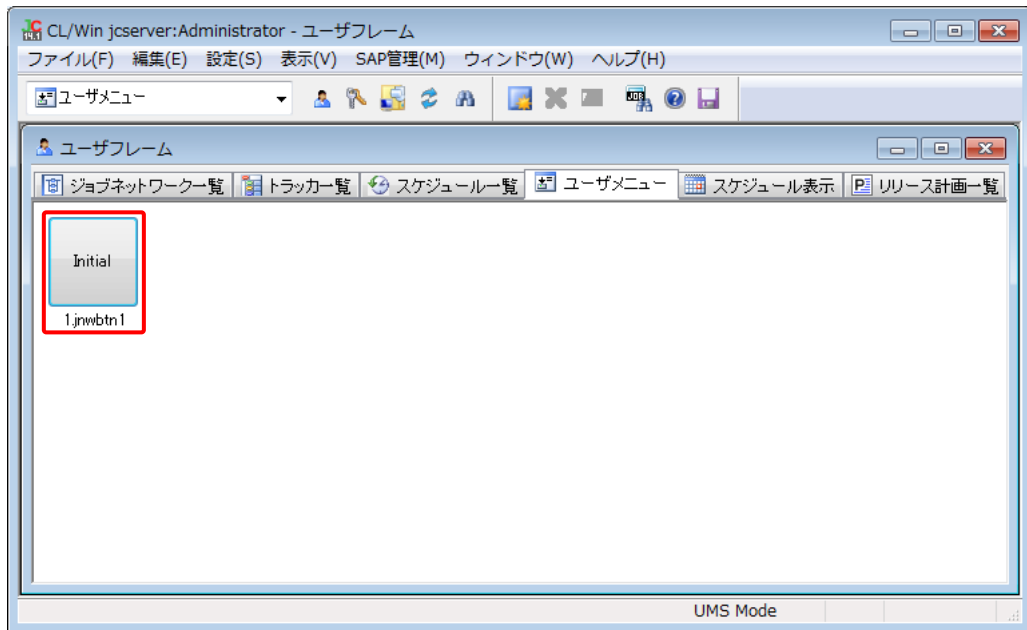 CL/Win jcserver:Administrator - ユーザフレーム
ファイル(F) 編集(E) 設定(S) 表示(V) SAP管理(M) ウィンドウ(W) ヘルプ(H)
ユーザメニュー
ユーザフレーム
ジョブネットワーク一覧 トラッカ一覧 スケジュール一覧 ユーザメニュー スケジュール表示 リリース計画一覧
Initial
1.jnwbtn1
UMS Mode